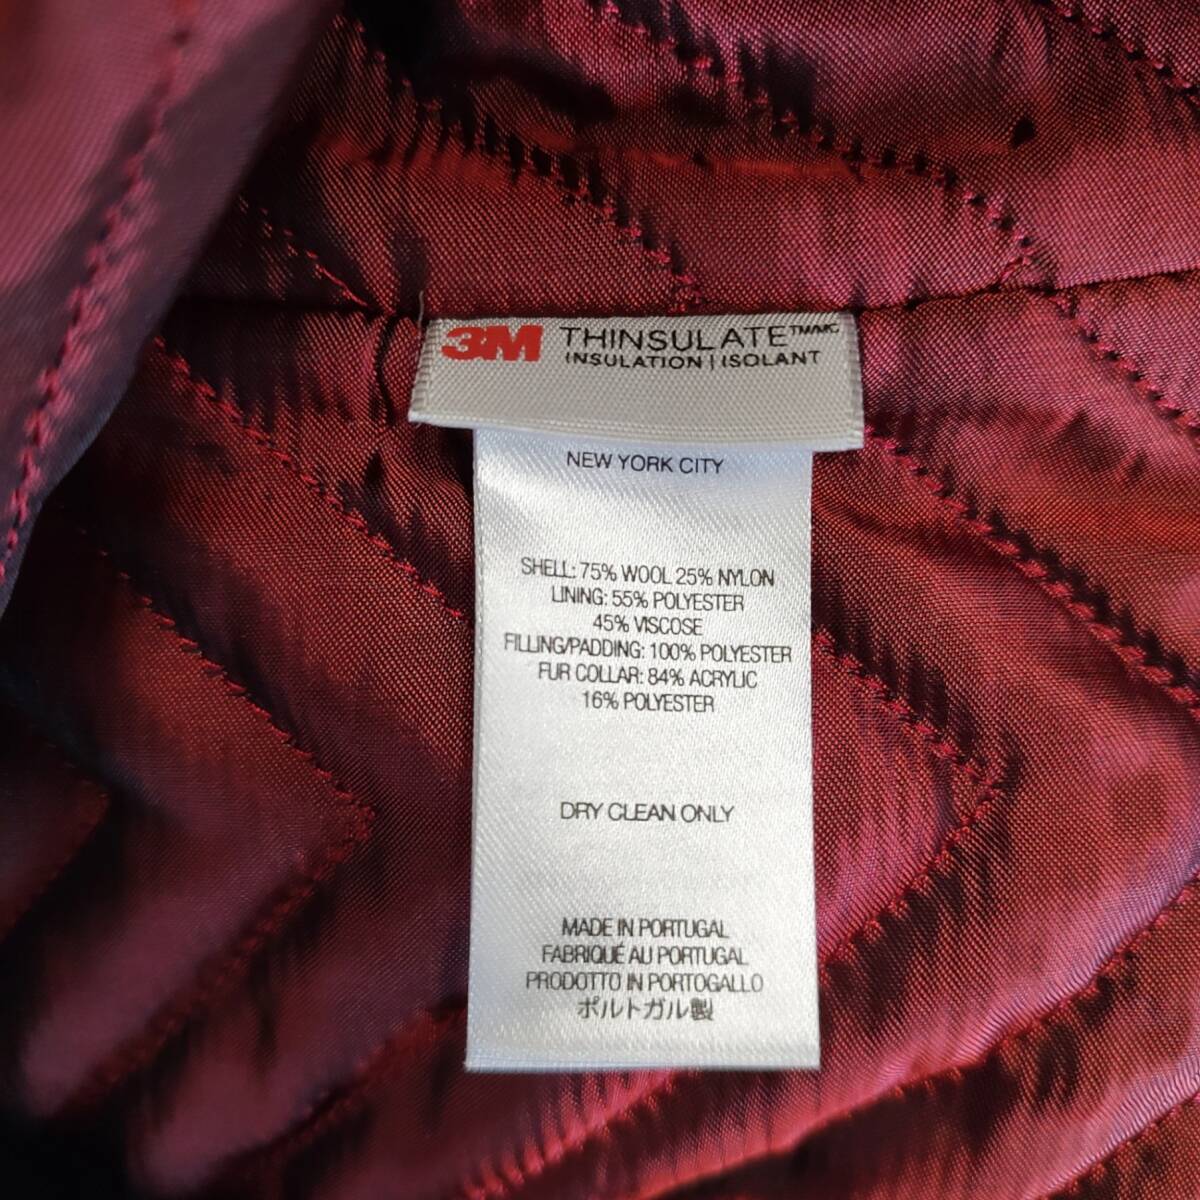 3M THINSULATE™/MC
INSULATION | ISOLANT
NEW YORK CITY
SHELL: 75% WOOL 25% NYLON
LINING: 55% POLYESTER
45% VISCOSE
FILLING/PADDING: 100% POLYESTER
FUR COLLAR: 84% ACRYLIC
16% POLYESTER
DRY CLEAN ONLY
MADE IN PORTUGAL
FABRIQUÉ AU PORTUGAL
PRODOTTO IN PORTOGALLO
ポルトガル製